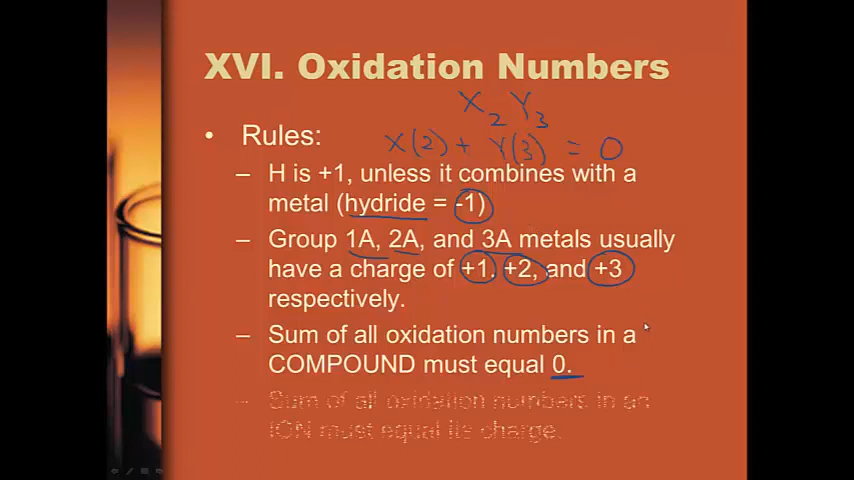 XVI. Oxidation Numbers
X2 Y3
• Rules:
X(2) + Y(3) = 0
– H is +1, unless it combines with a
metal (hydride = -1)
– Group 1A, 2A, and 3A metals usually
have a charge of +1. +2, and +3
respectively.
– Sum of all oxidation numbers in a
COMPOUND must equal 0.
– Sum of all oxidation numbers in an
ION must equal its charge.